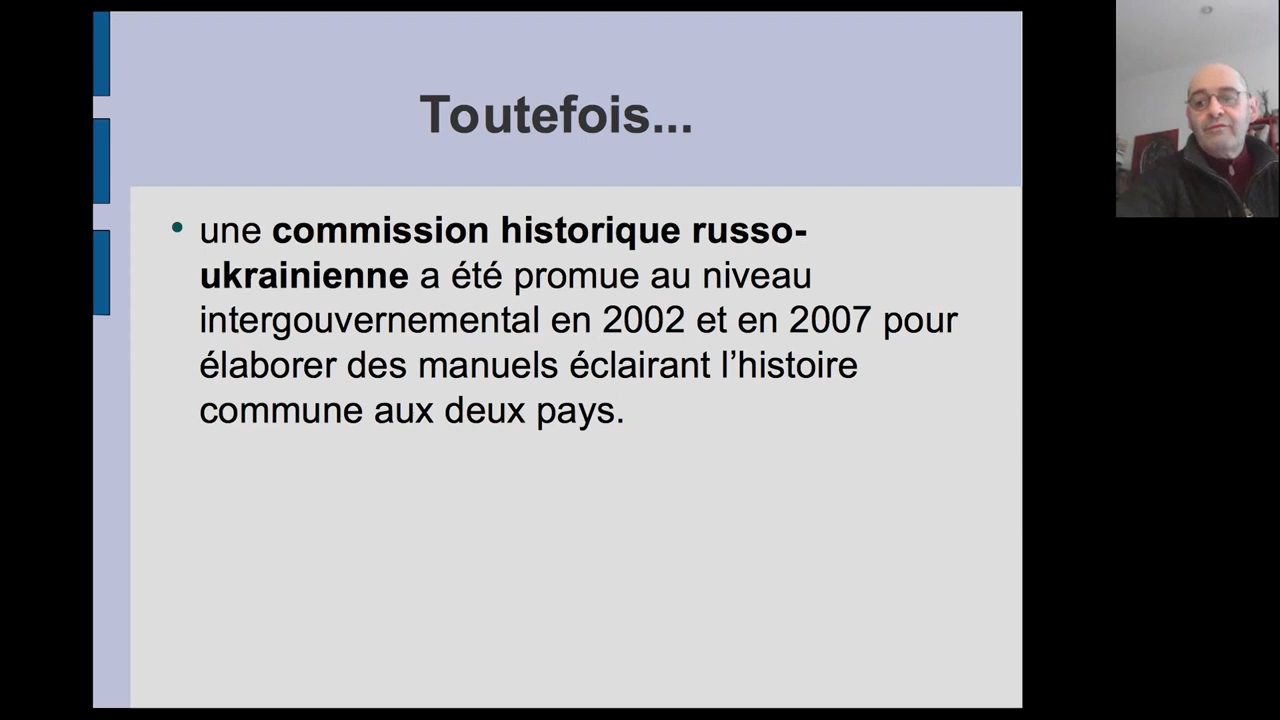 Toutefois...
• une commission historique russo-
ukrainienne a été promue au niveau
intergouvernemental en 2002 et en 2007 pour
élaborer des manuels éclairant l’histoire
commune aux deux pays.